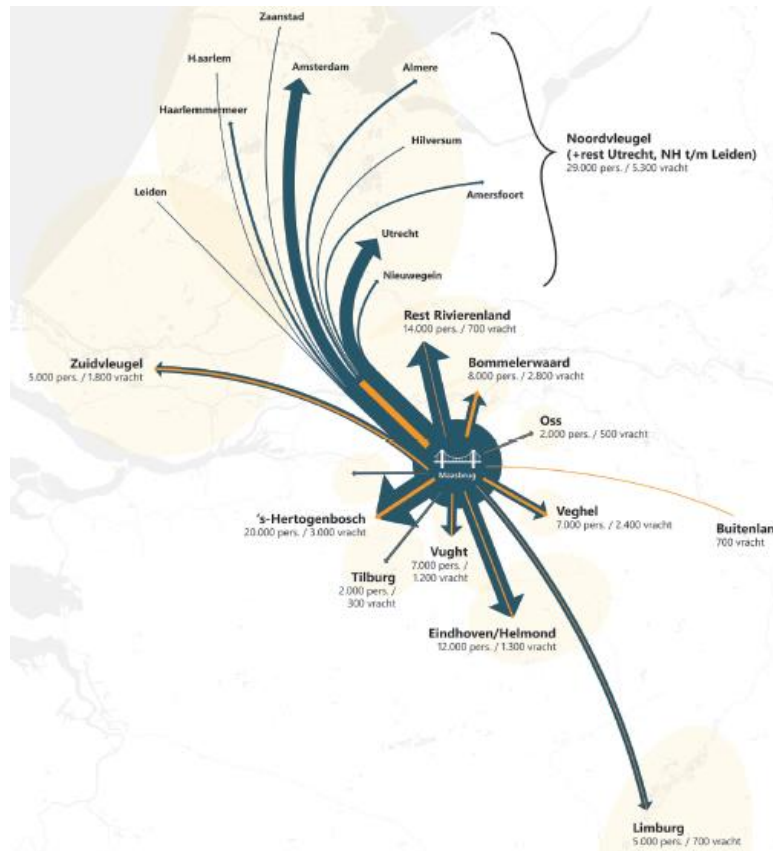 Zaanstad
Haarlem
Amsterdam
Almere
Haarlemmermeer
Hilversum
Noordvleugel
(+rest Utrecht, NH t/m Leiden)
29.000 pers. / 5.300 vracht
Leiden
Amersfoort
Utrecht
Nieuwegein
Rest Rivierenland
14.000 pers. / 700 vracht
Zuidvleugel
5.000 pers. / 1.800 vracht
Bommelerwaard
8.000 pers. / 2.800 vracht
Oss
2.000 pers. / 500 vracht
Maasbrug
's-Hertogenbosch
20.000 pers. / 3.000 vracht
Veghel
7.000 pers. / 2.400 vracht
Buitenlan
700 vracht
Vught
7.000 pers. /
1.200 vracht
Tilburg
2.000 pers. /
300 vracht
Eindhoven/Helmond
12.000 pers. / 1.300 vracht
Limburg
5.000 pers. / 700 vracht